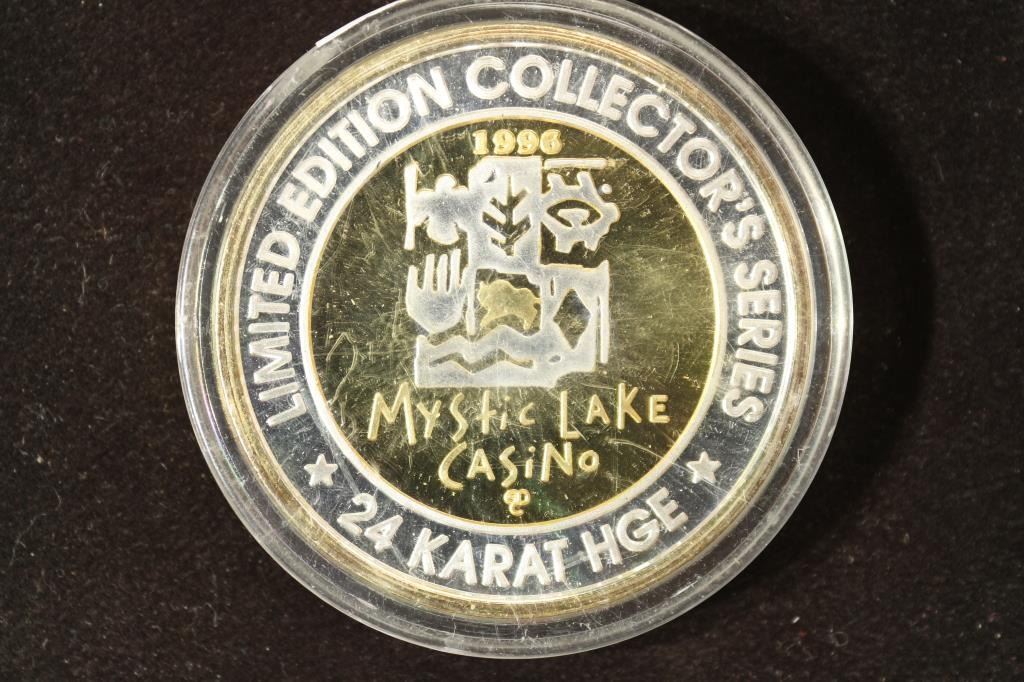 LIMITED EDITION COLLECTOR'S SERIES
1996
MYStic LAKE
CASiNO
24 KARAT HGE